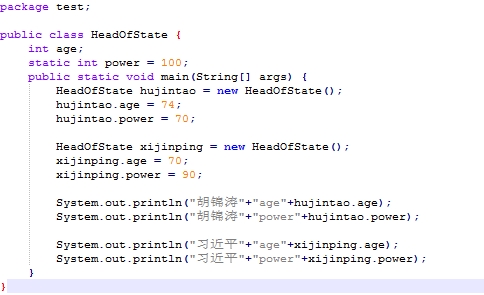 package test;
public class HeadOfState {
int age;
static int power = 100;
public static void main(String[] args) {
HeadOfState hujintao = new HeadOfState();
hujintao.age = 74;
hujintao.power = 70;
HeadOfState xijinping = new HeadOfState();
xijinping.age = 70;
xijinping.power = 90;
System.out.println("胡锦涛"+"age"+hujintao.age);
System.out.println("胡锦涛"+"power"+hujintao.power);
System.out.println("习近平"+"age"+xijinping.age);
System.out.println("习近平"+"power"+xijinping.power);
}
}